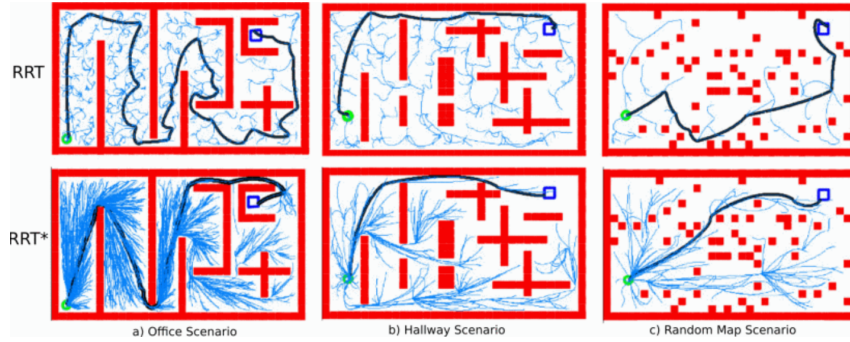 RRT
RRT*
a) Office Scenario
b) Hallway Scenario
c) Random Map Scenario